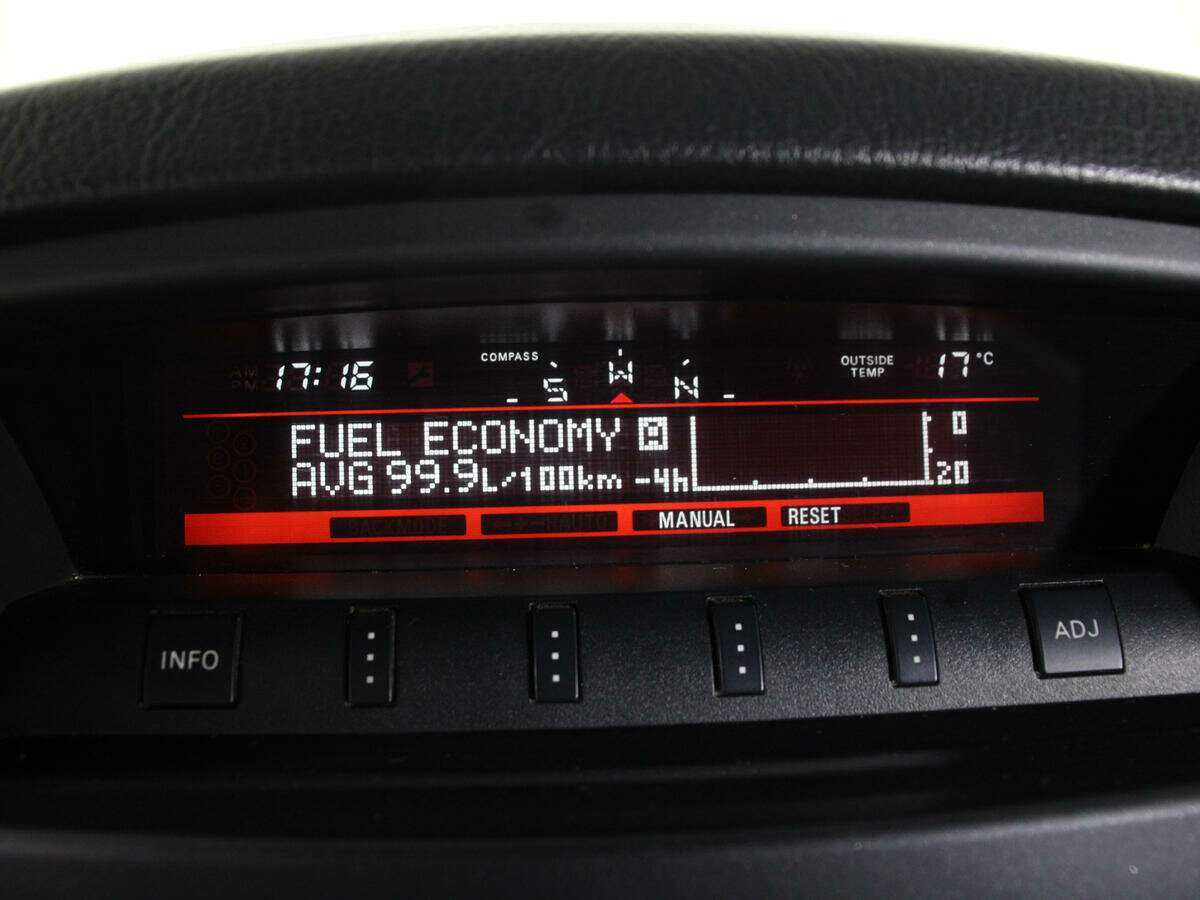 AM 17:16 COMPASS S W N OUTSIDE TEMP 17°C
PM
FUEL ECONOMY 0
AVG 99.9L/100km -4h 20
MANUAL RESET
INFO ADJ